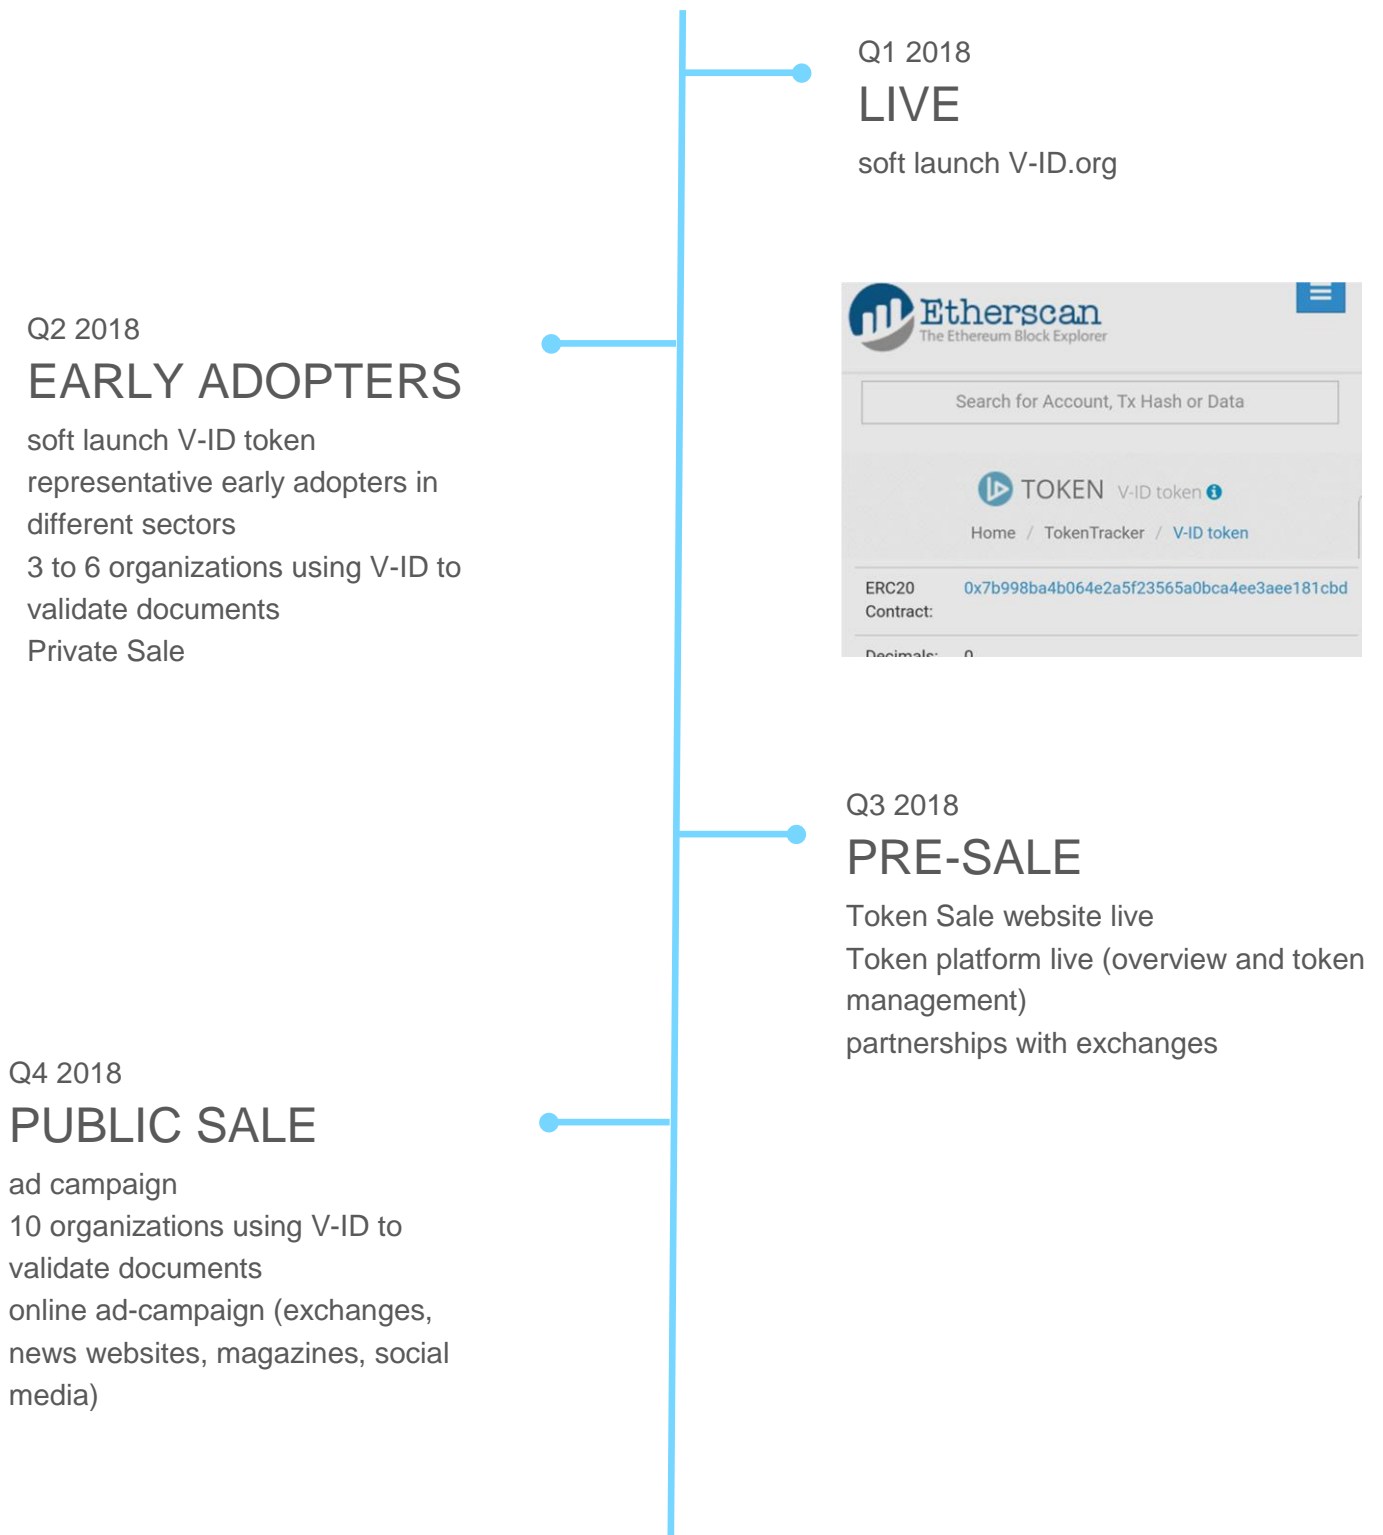 Q1 2018
LIVE
soft launch V-ID.org
Q2 2018
EARLY ADOPTERS
soft launch V-ID token
representative early adopters in
different sectors
3 to 6 organizations using V-ID to
validate documents
Private Sale
Etherscan
The Ethereum Block Explorer
Search for Account, Tx Hash or Data
TOKEN V-ID token
Home / TokenTracker / V-ID token
ERC20 0x7b998ba4b064e2a5f23565a0bca4ee3aee181cbd
Contract:
Decimals: 0
Q3 2018
PRE-SALE
Token Sale website live
Token platform live (overview and token
management)
partnerships with exchanges
Q4 2018
PUBLIC SALE
ad campaign
10 organizations using V-ID to
validate documents
online ad-campaign (exchanges,
news websites, magazines, social
media)